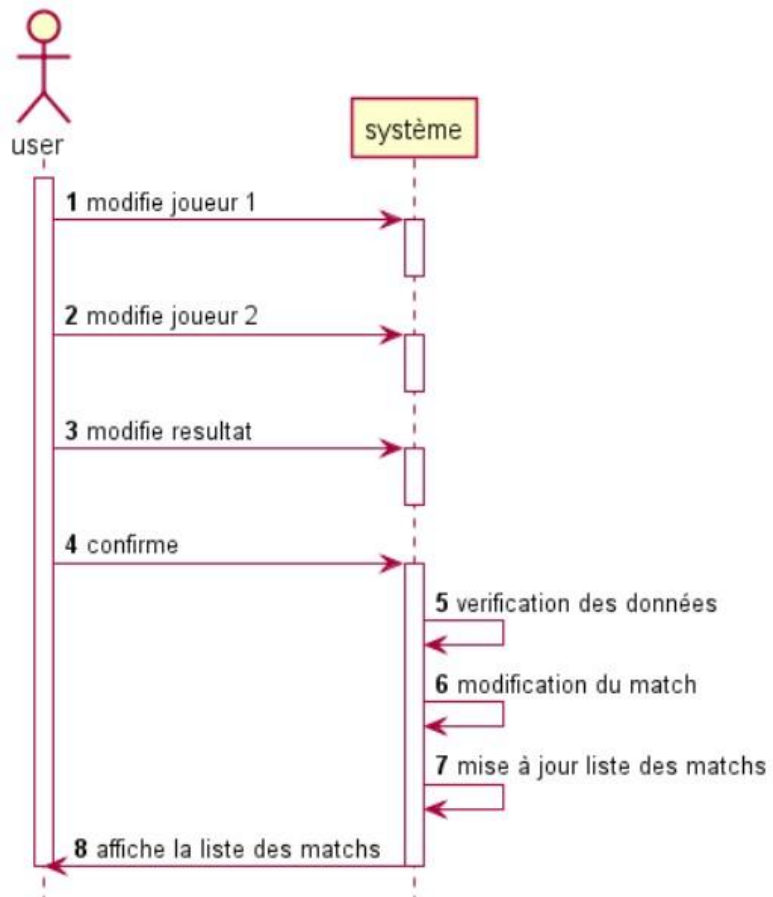 user
système
1 modifie joueur 1
2 modifie joueur 2
3 modifie resultat
4 confirme
5 verification des données
6 modification du match
7 mise à jour liste des matchs
8 affiche la liste des matchs